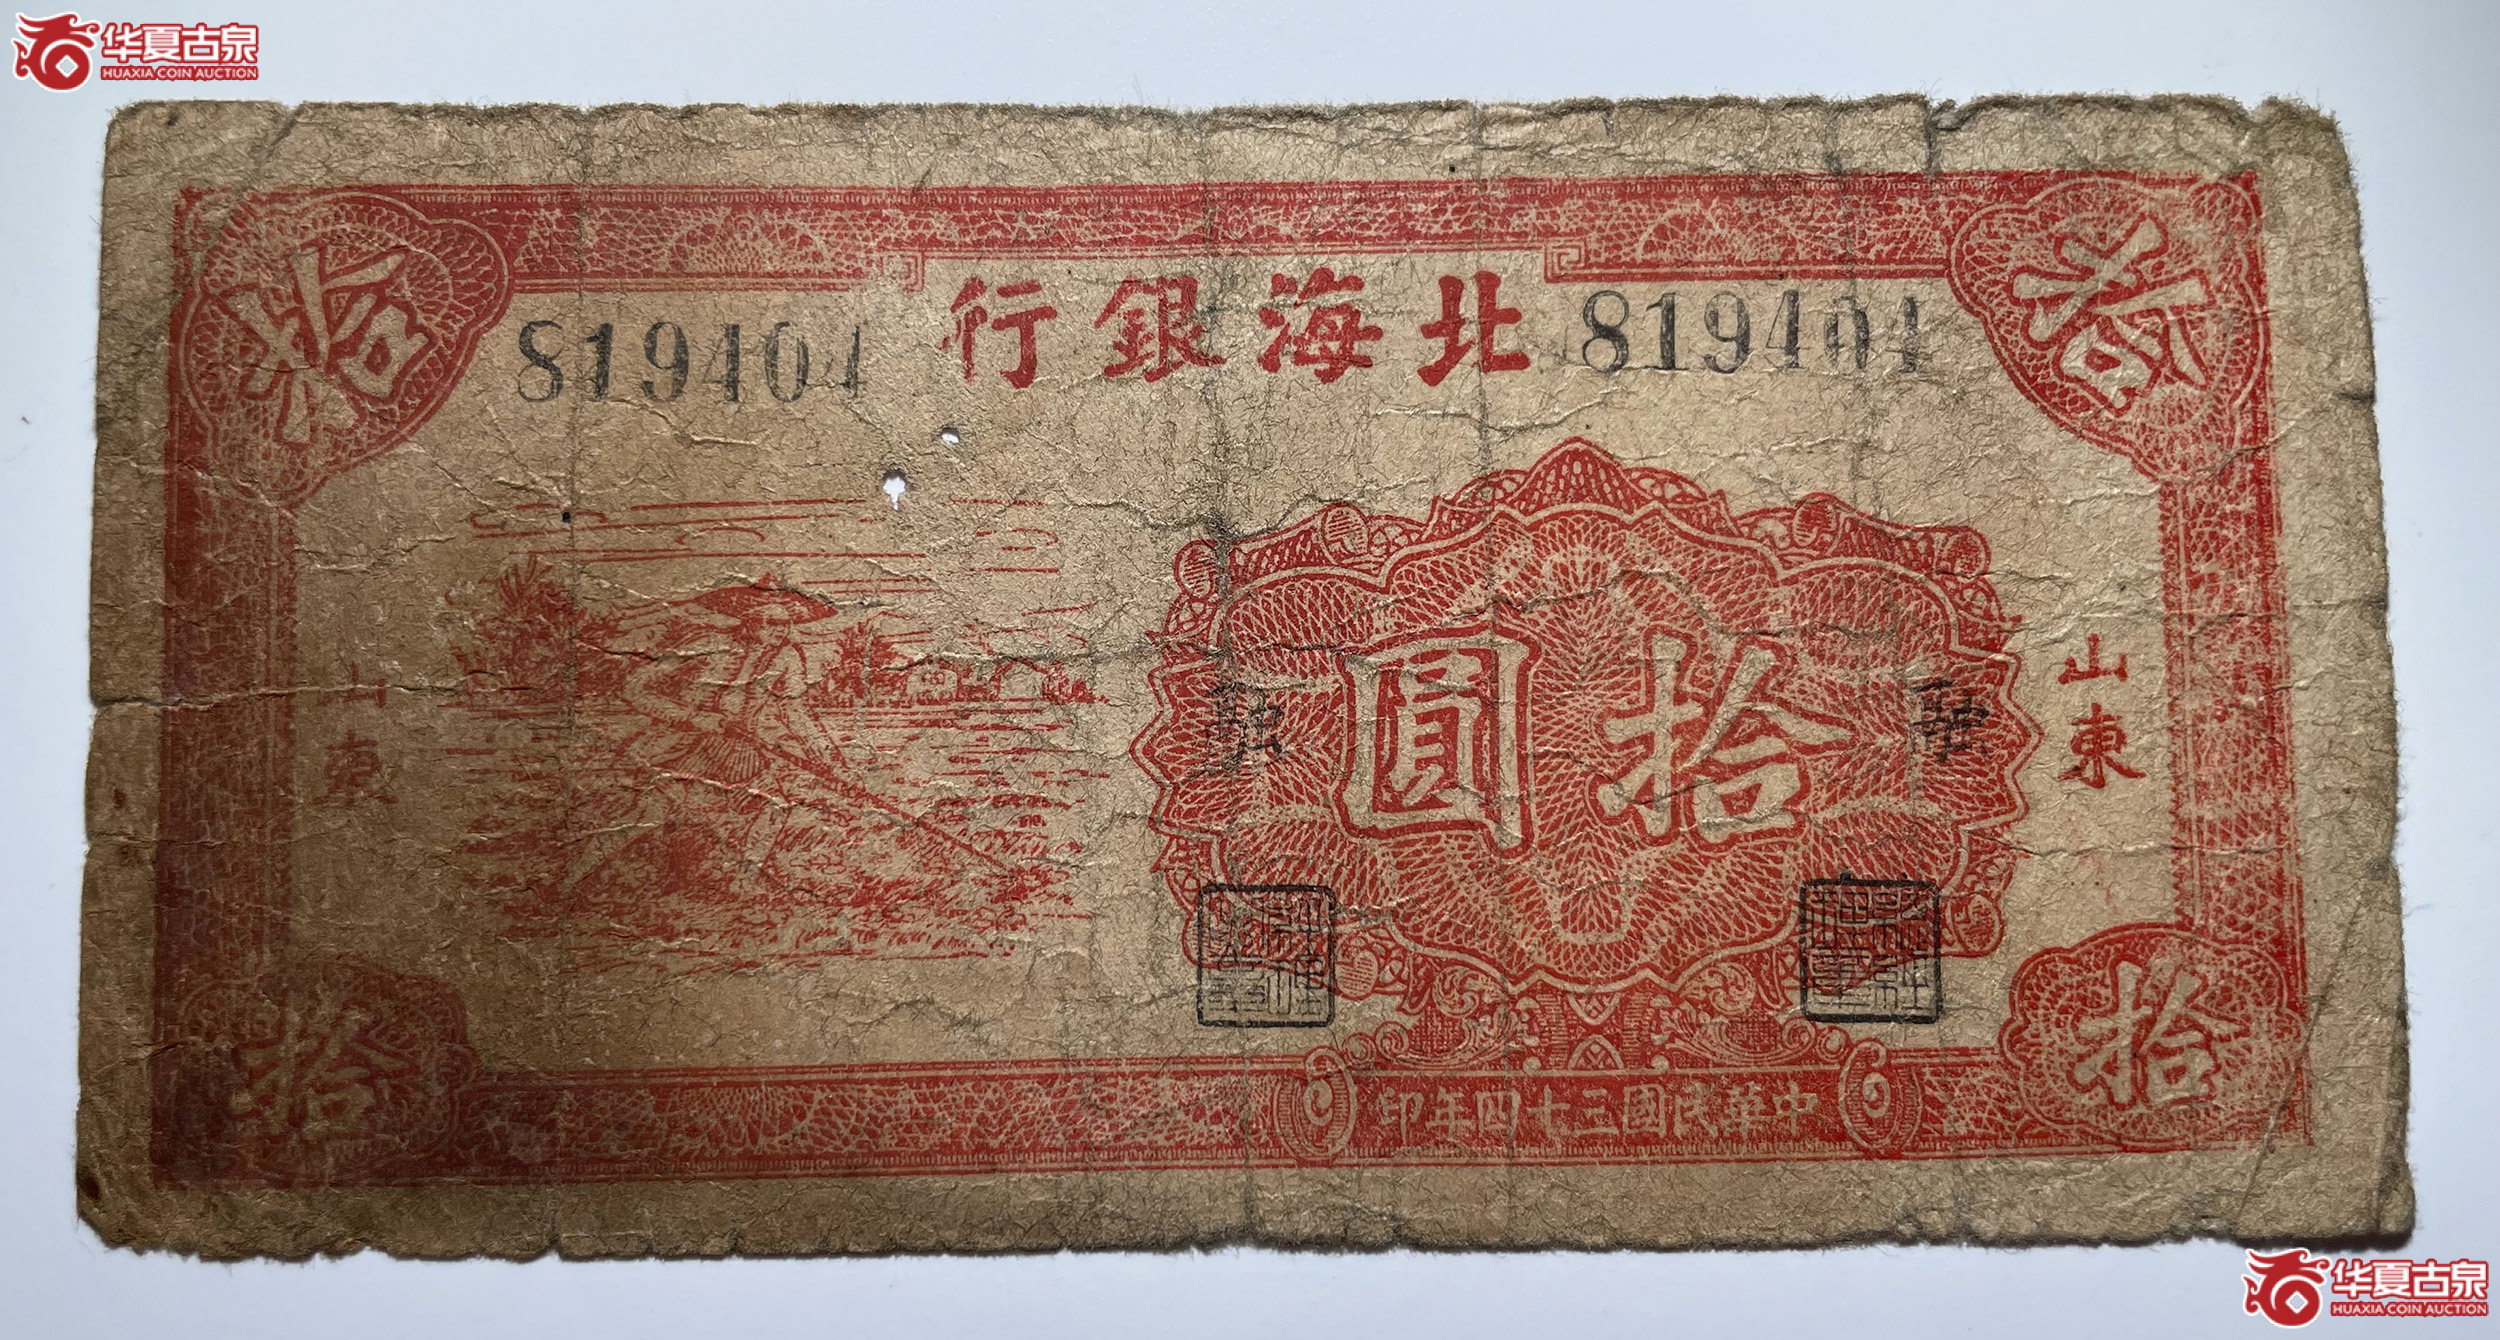 华夏古泉
HUAXIA COIN AUCTION
拾
拾
北海銀行
819404
819404
拾圓
山東
山東
融
融
拾
拾
中華民國三十四年印
华夏古泉
HUAXIA COIN AUCTION